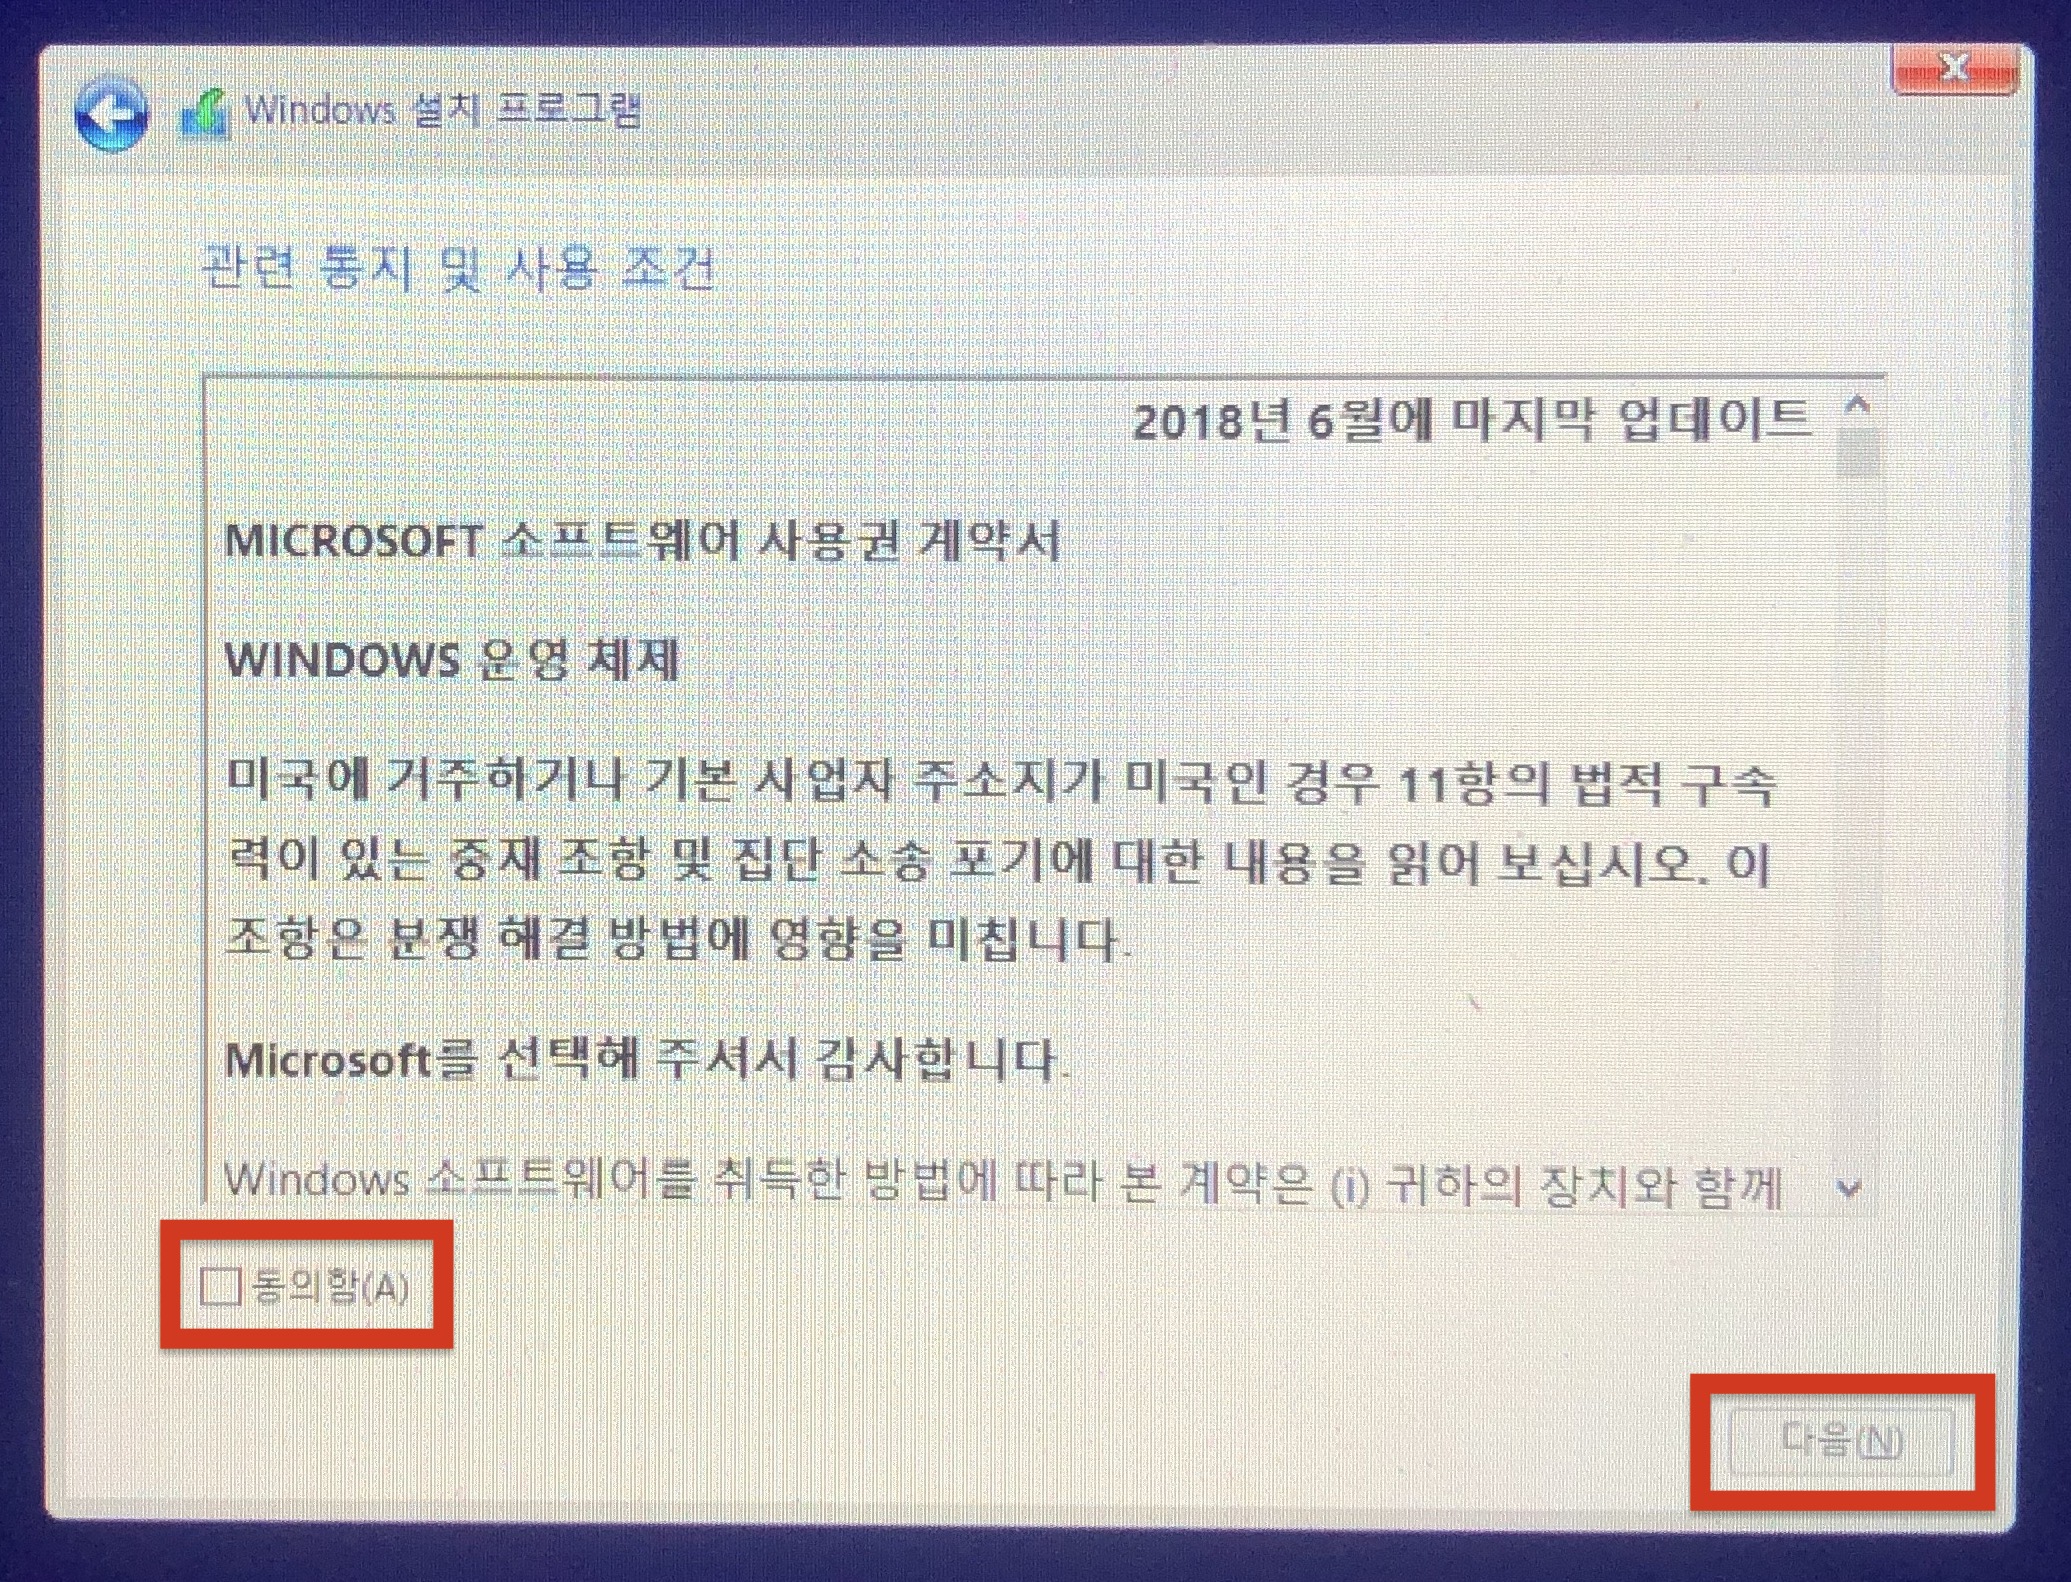 Windows 설치 프로그램
관련 통지 및 사용 조건
2018년 6월에 마지막 업데이트
MICROSOFT 소프트웨어 사용권 계약서
WINDOWS 운영 체제
미국에 거주하거나 기본 사업자 주소지가 미국인 경우 11항의 법적 구속
력이 있는 중재 조항 및 집단 소송 포기에 대한 내용을 읽어 보십시오. 이
조항은 분쟁 해결 방법에 영향을 미칩니다.
Microsoft를 선택해 주셔서 감사합니다.
Windows 소프트웨어를 취득한 방법에 따라 본 계약은 (i) 귀하의 장치와 함께
동의함(A)
다음(N)